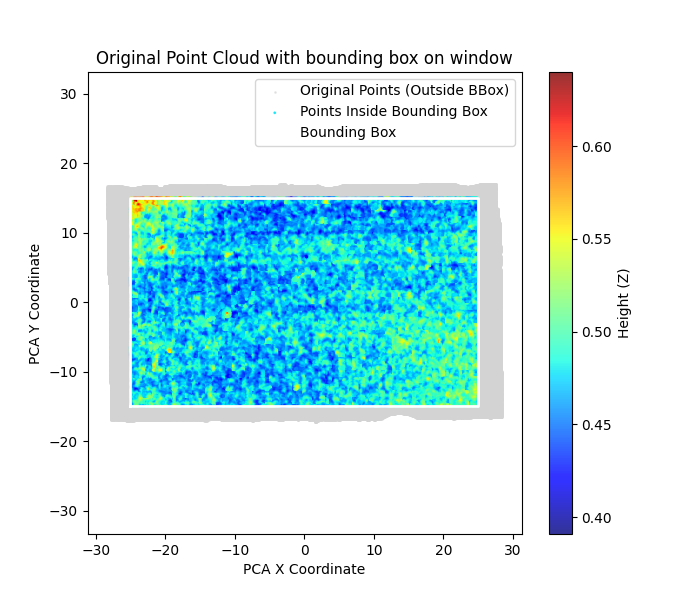 Original Point Cloud with bounding box on window
Original Points (Outside BBox)
Points Inside Bounding Box
Bounding Box
30
20
10
0
−10
−20
−30
PCA Y Coordinate
−30
−20
−10
0
10
20
30
PCA X Coordinate
0.60
0.55
0.50
0.45
0.40
Height (Z)